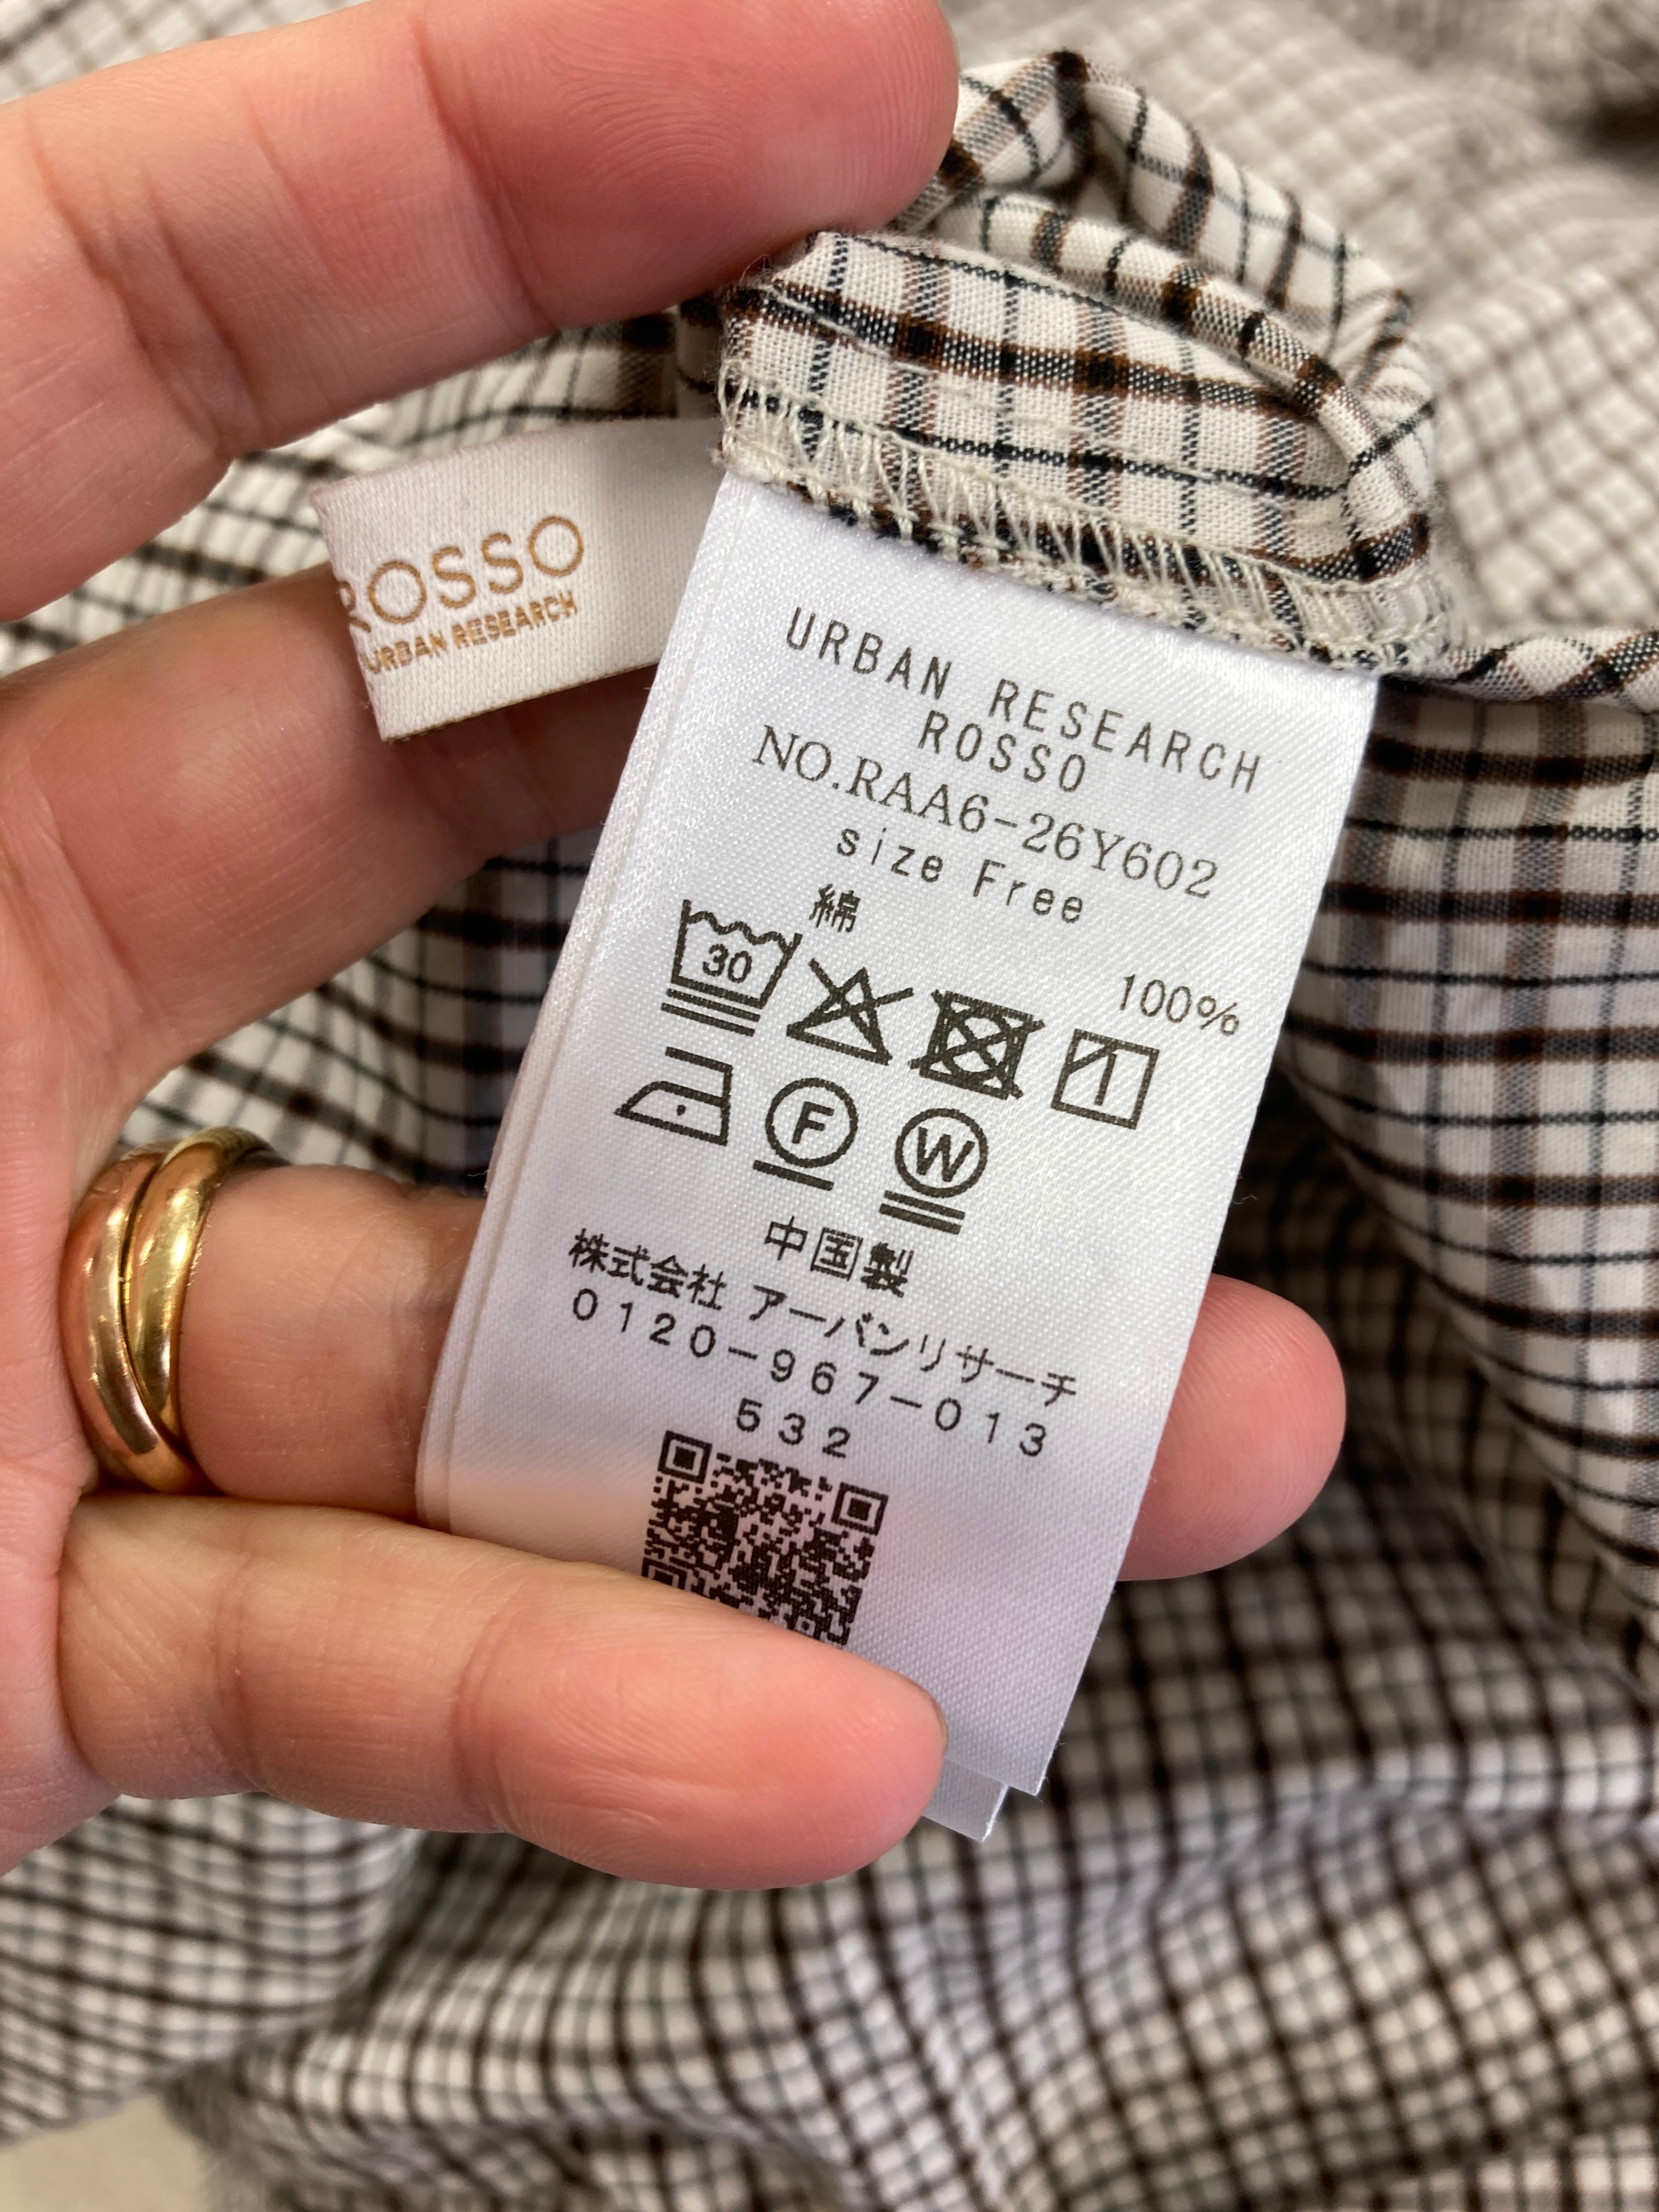 ROSSO
URBAN RESEARCH
URBAN RESEARCH
ROSSO
NO.RAA6-26Y602
size Free
綿
100%
30
F W
中国製
株式会社 アーバンリサーチ
0120-967-013
532